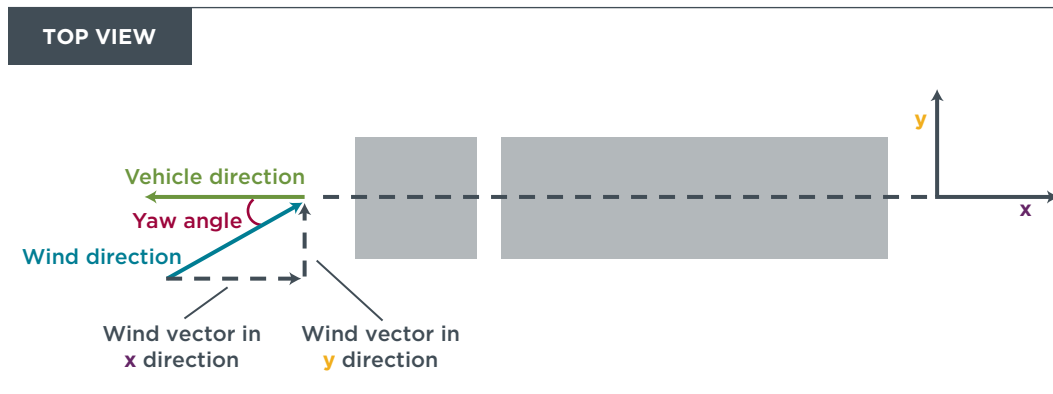 TOP VIEW
y
Vehicle direction
Yaw angle
x
Wind direction
Wind vector in
x direction
Wind vector in
y direction